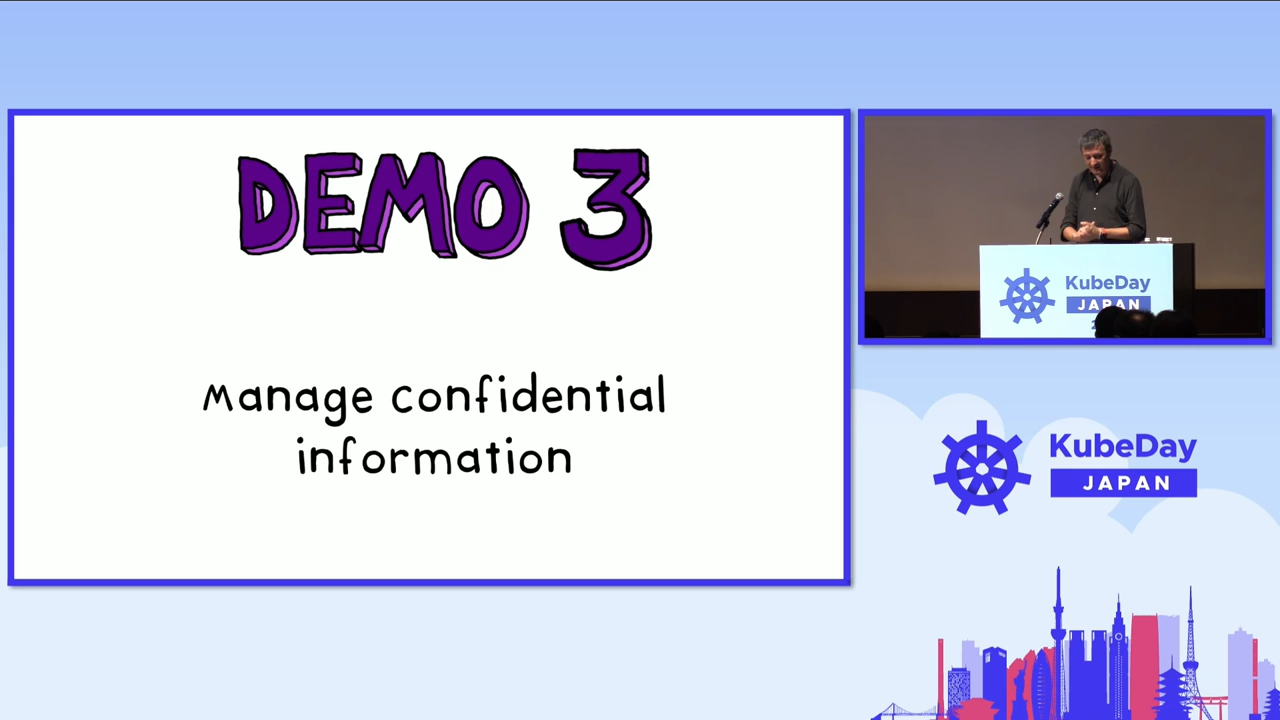 DEMO 3
Manage confidential
information
KubeDay
JAPAN
KubeDay
JAPAN